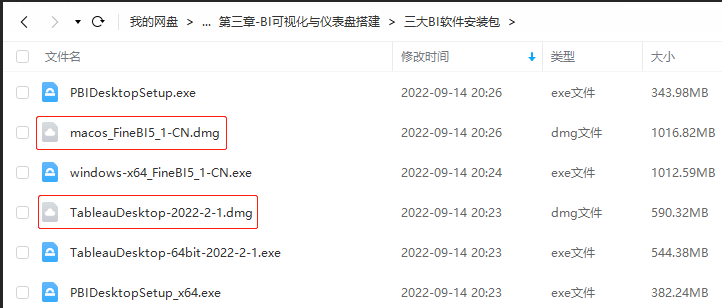 我的网盘 > ... 第三章-BI可视化与仪表盘搭建 > 三大BI软件安装包 >
文件名 修改时间 类型 大小
PBIDesktopSetup.exe 2022-09-14 20:26 exe文件 343.98MB
macos_FineBI5_1-CN.dmg 2022-09-14 20:26 dmg文件 1016.82MB
windows-x64_FineBI5_1-CN.exe 2022-09-14 20:24 exe文件 1012.59MB
TableauDesktop-2022-2-1.dmg 2022-09-14 20:23 dmg文件 590.32MB
TableauDesktop-64bit-2022-2-1.exe 2022-09-14 20:23 exe文件 544.38MB
PBIDesktopSetup_x64.exe 2022-09-14 20:23 exe文件 382.24MB